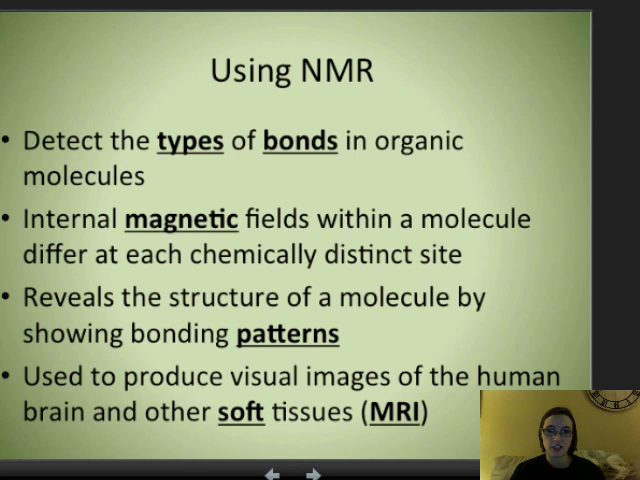 Using NMR
• Detect the types of bonds in organic
molecules
• Internal magnetic fields within a molecule
differ at each chemically distinct site
• Reveals the structure of a molecule by
showing bonding patterns
• Used to produce visual images of the human
brain and other soft tissues (MRI)